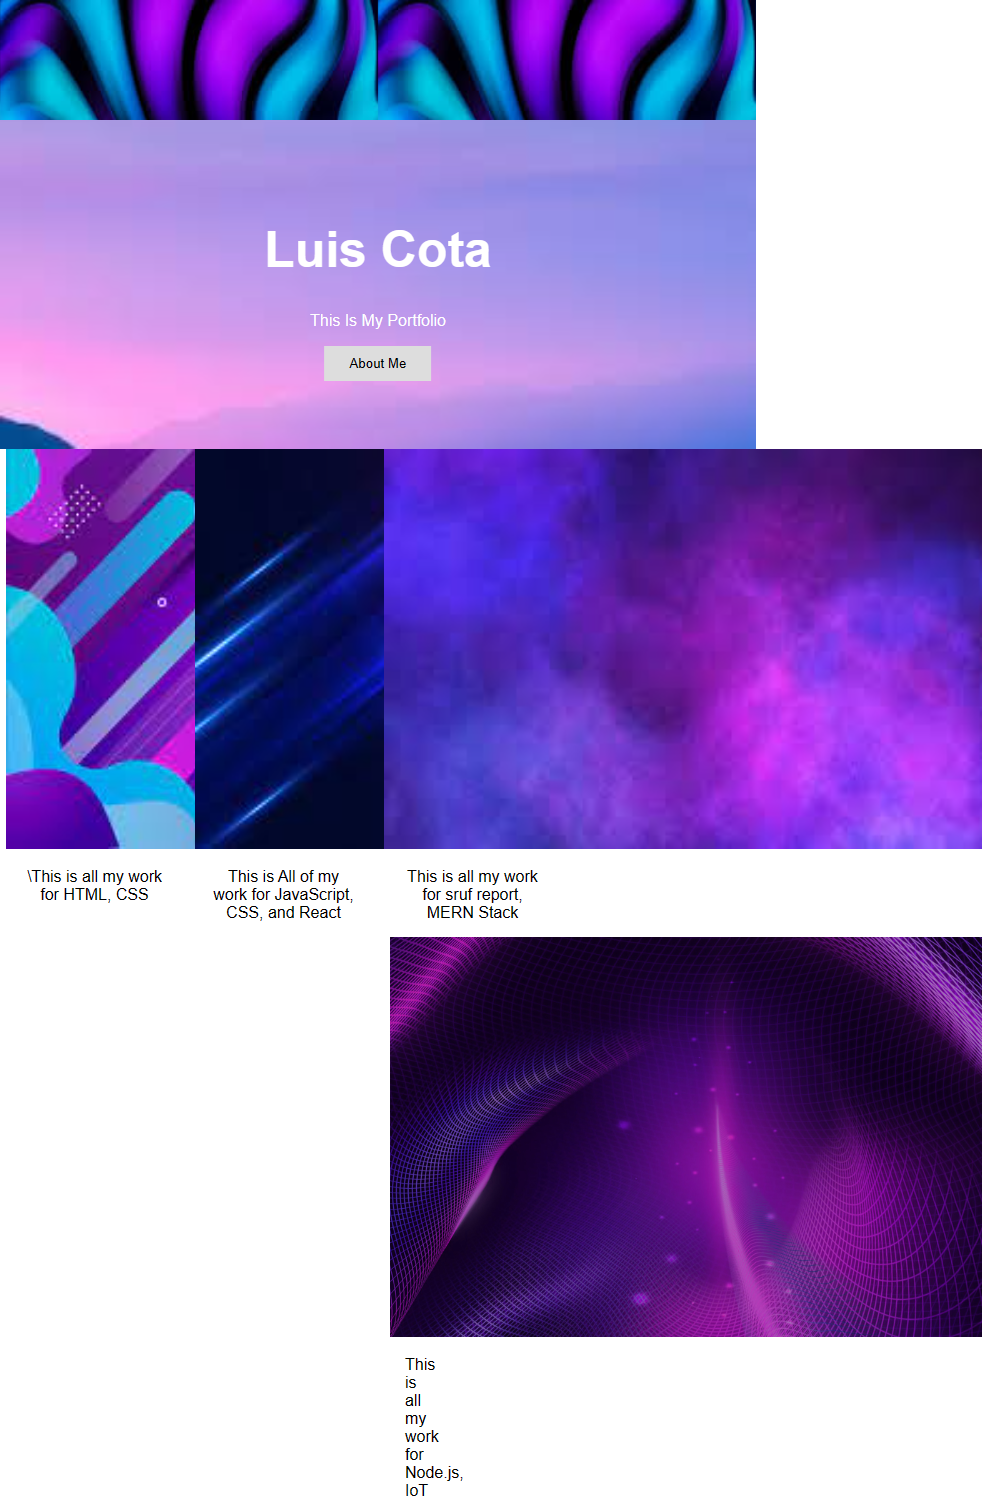 Luis Cota
This Is My Portfolio
About Me
\This is all my work
for HTML, CSS
This is All of my
work for JavaScript,
CSS, and React
This is all my work
for sruf report,
MERN Stack
This
is
all
my
work
for
Node.js,
IoT